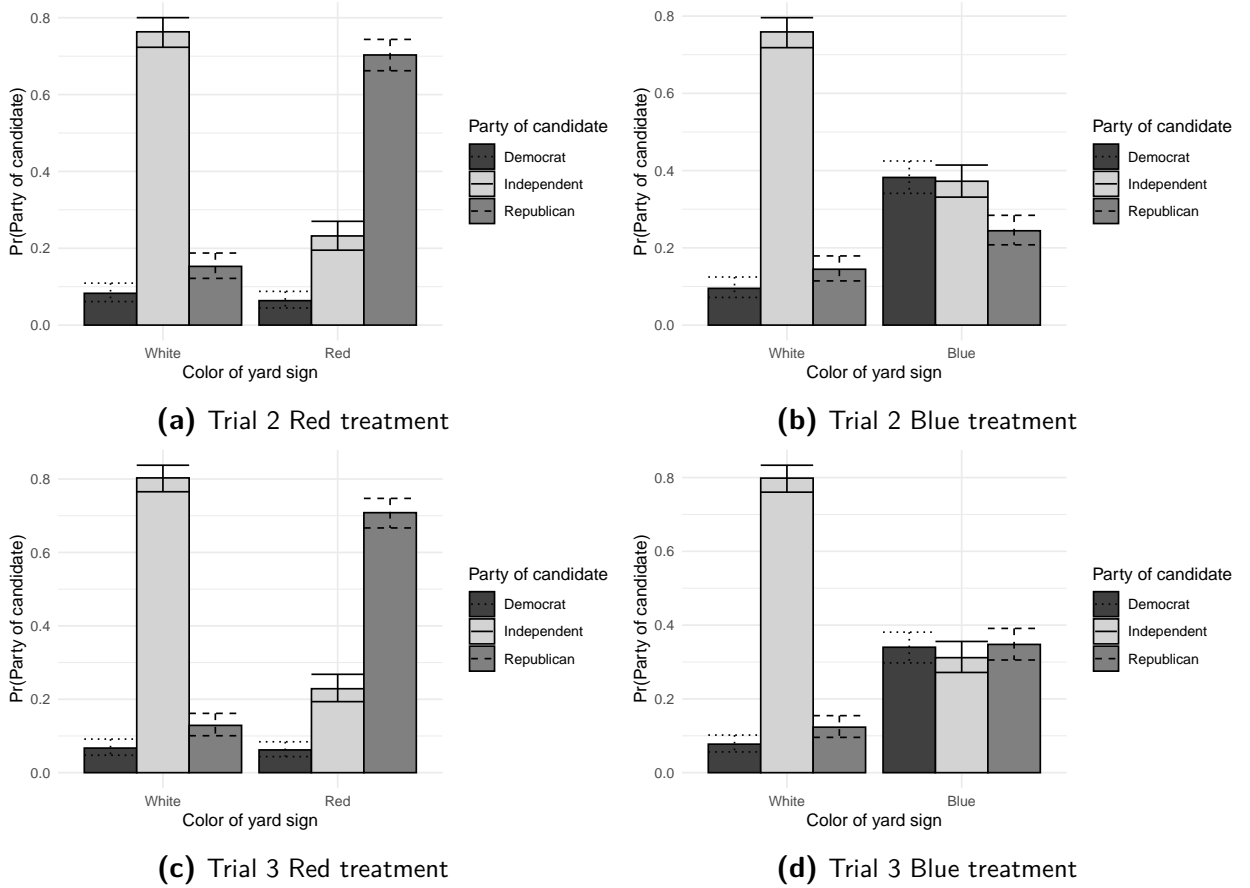 Pr(Party of candidate)
0.8
0.6
0.4
0.2
0.0
White
Red
Color of yard sign
Party of candidate
Democrat
Independent
Republican
(a) Trial 2 Red treatment
Pr(Party of candidate)
0.8
0.6
0.4
0.2
0.0
White
Blue
Color of yard sign
Party of candidate
Democrat
Independent
Republican
(b) Trial 2 Blue treatment
Pr(Party of candidate)
0.8
0.6
0.4
0.2
0.0
White
Red
Color of yard sign
Party of candidate
Democrat
Independent
Republican
(c) Trial 3 Red treatment
Pr(Party of candidate)
0.8
0.6
0.4
0.2
0.0
White
Blue
Color of yard sign
Party of candidate
Democrat
Independent
Republican
(d) Trial 3 Blue treatment